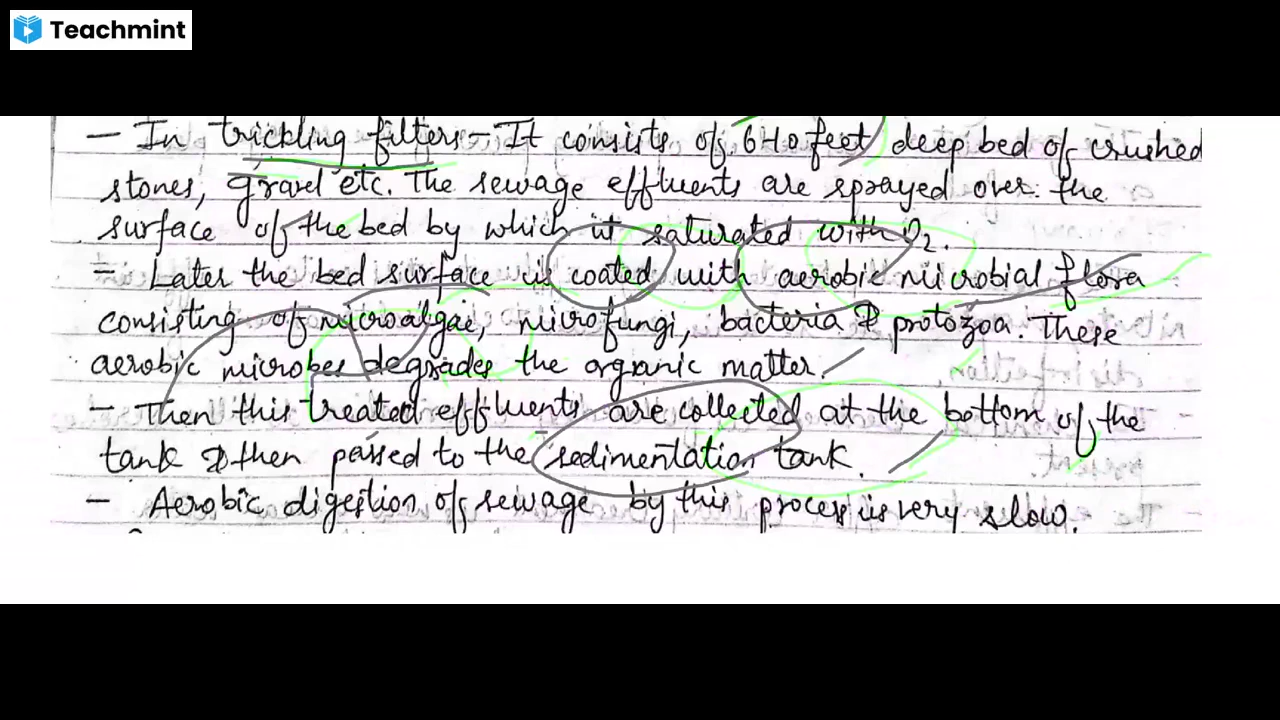 Teachmint
— In trickling filters - It consists of 6-10 feet deep bed of crushed
stones, gravel etc. The sewage effluents are sprayed over the
surface of the bed by which it saturated with O₂.
- Later the bed surface is coated with aerobic microbial flora
consisting of microalgae, microfungi, bacteria & protozoa. These
aerobic microbes degrades the organic matter.
- Then this treated effluents are collected at the bottom of the
tank & then passed to the sedimentation tank.
- Aerobic digestion of sewage by this process is very slow.